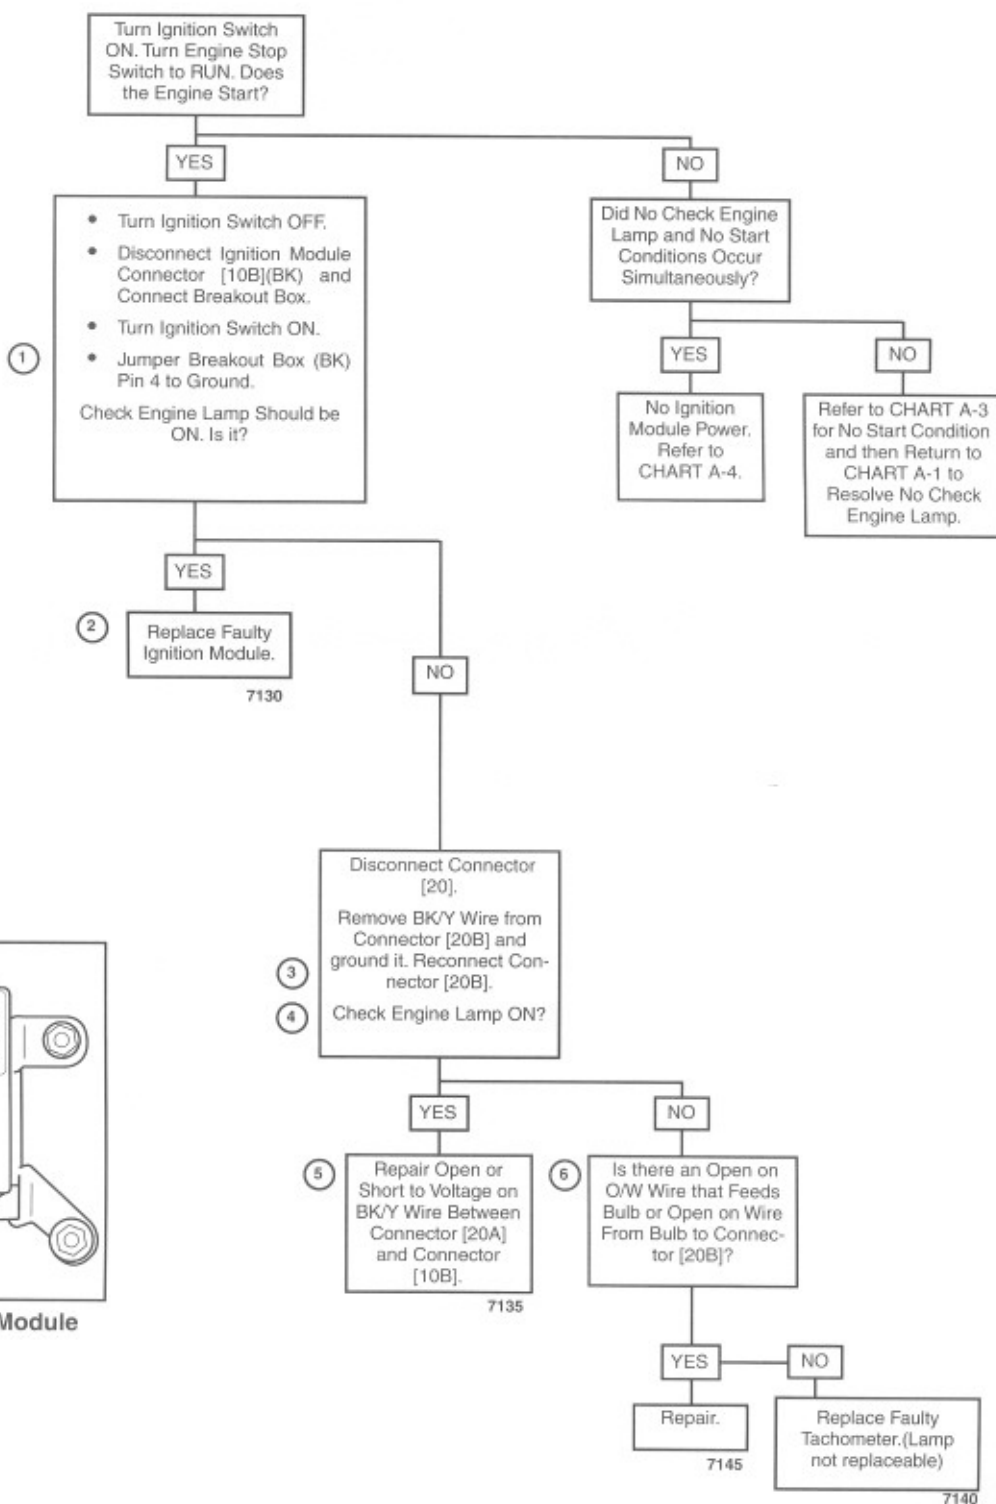 Turn Ignition Switch
ON. Turn Engine Stop
Switch to RUN. Does
the Engine Start?
YES
NO
• Turn Ignition Switch OFF.
• Disconnect Ignition Module
Connector [10B](BK) and
Connect Breakout Box.
• Turn Ignition Switch ON.
• Jumper Breakout Box (BK)
Pin 4 to Ground.
Check Engine Lamp Should be
ON. Is it?
1
Did No Check Engine
Lamp and No Start
Conditions Occur
Simultaneously?
YES
NO
No Ignition
Module Power.
Refer to
CHART A-4.
Refer to CHART A-3
for No Start Condition
and then Return to
CHART A-1 to
Resolve No Check
Engine Lamp.
YES
2
Replace Faulty
Ignition Module.
7130
NO
Disconnect Connector
[20].
Remove BK/Y Wire from
Connector [20B] and
ground it. Reconnect Con-
nector [20B].
3
4
Check Engine Lamp ON?
YES
NO
5
Repair Open or
Short to Voltage on
BK/Y Wire Between
Connector [20A]
and Connector
[10B].
7135
6
Is there an Open on
O/W Wire that Feeds
Bulb or Open on Wire
From Bulb to Connec-
tor [20B]?
Module
YES
NO
Repair.
7145
Replace Faulty
Tachometer.(Lamp
not replaceable)
7140